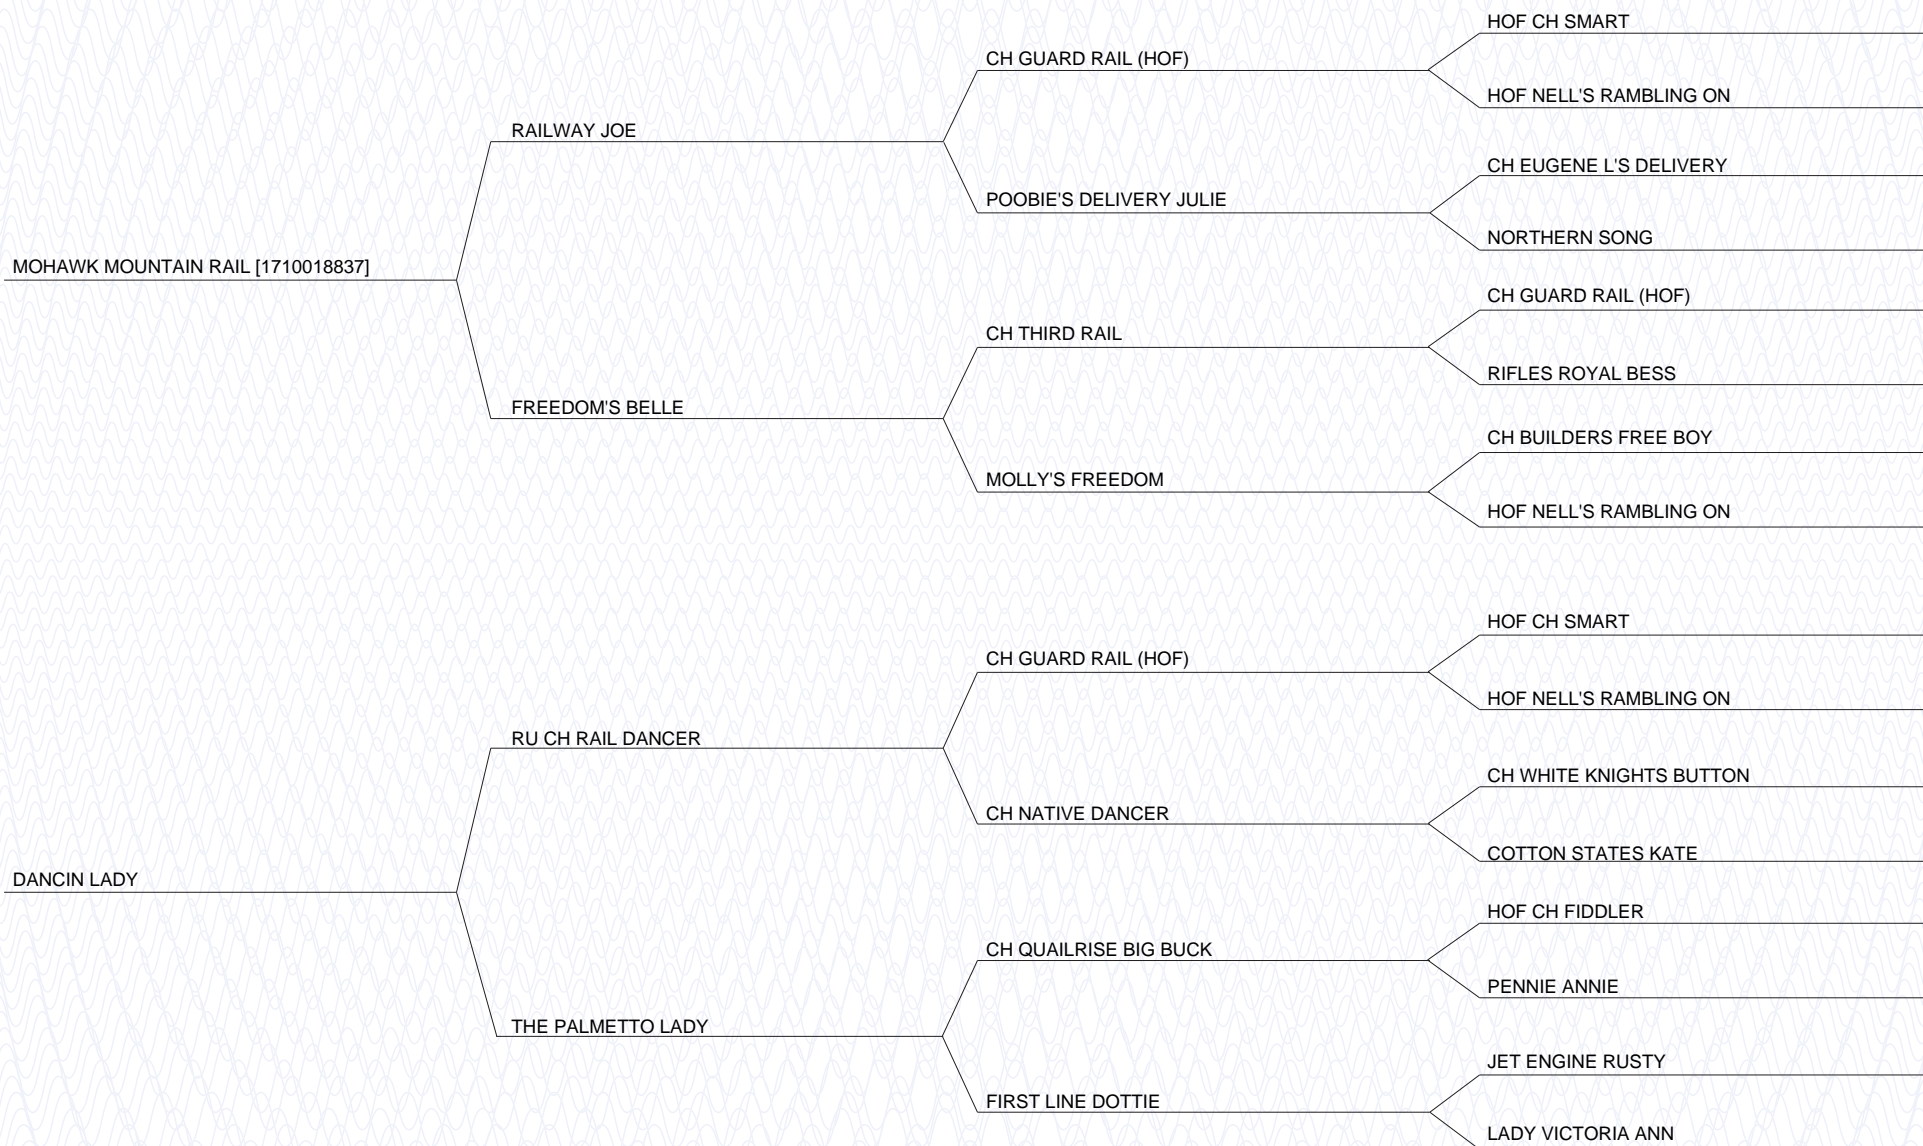 HOF CH SMART
CH GUARD RAIL (HOF)
HOF NELL'S RAMBLING ON
RAILWAY JOE
CH EUGENE L'S DELIVERY
POOBIE'S DELIVERY JULIE
NORTHERN SONG
MOHAWK MOUNTAIN RAIL [1710018837]
CH GUARD RAIL (HOF)
CH THIRD RAIL
RIFLES ROYAL BESS
FREEDOM'S BELLE
CH BUILDERS FREE BOY
MOLLY'S FREEDOM
HOF NELL'S RAMBLING ON
HOF CH SMART
CH GUARD RAIL (HOF)
HOF NELL'S RAMBLING ON
RU CH RAIL DANCER
CH WHITE KNIGHTS BUTTON
CH NATIVE DANCER
COTTON STATES KATE
DANCIN LADY
HOF CH FIDDLER
CH QUAILRISE BIG BUCK
PENNIE ANNIE
THE PALMETTO LADY
JET ENGINE RUSTY
FIRST LINE DOTTIE
LADY VICTORIA ANN